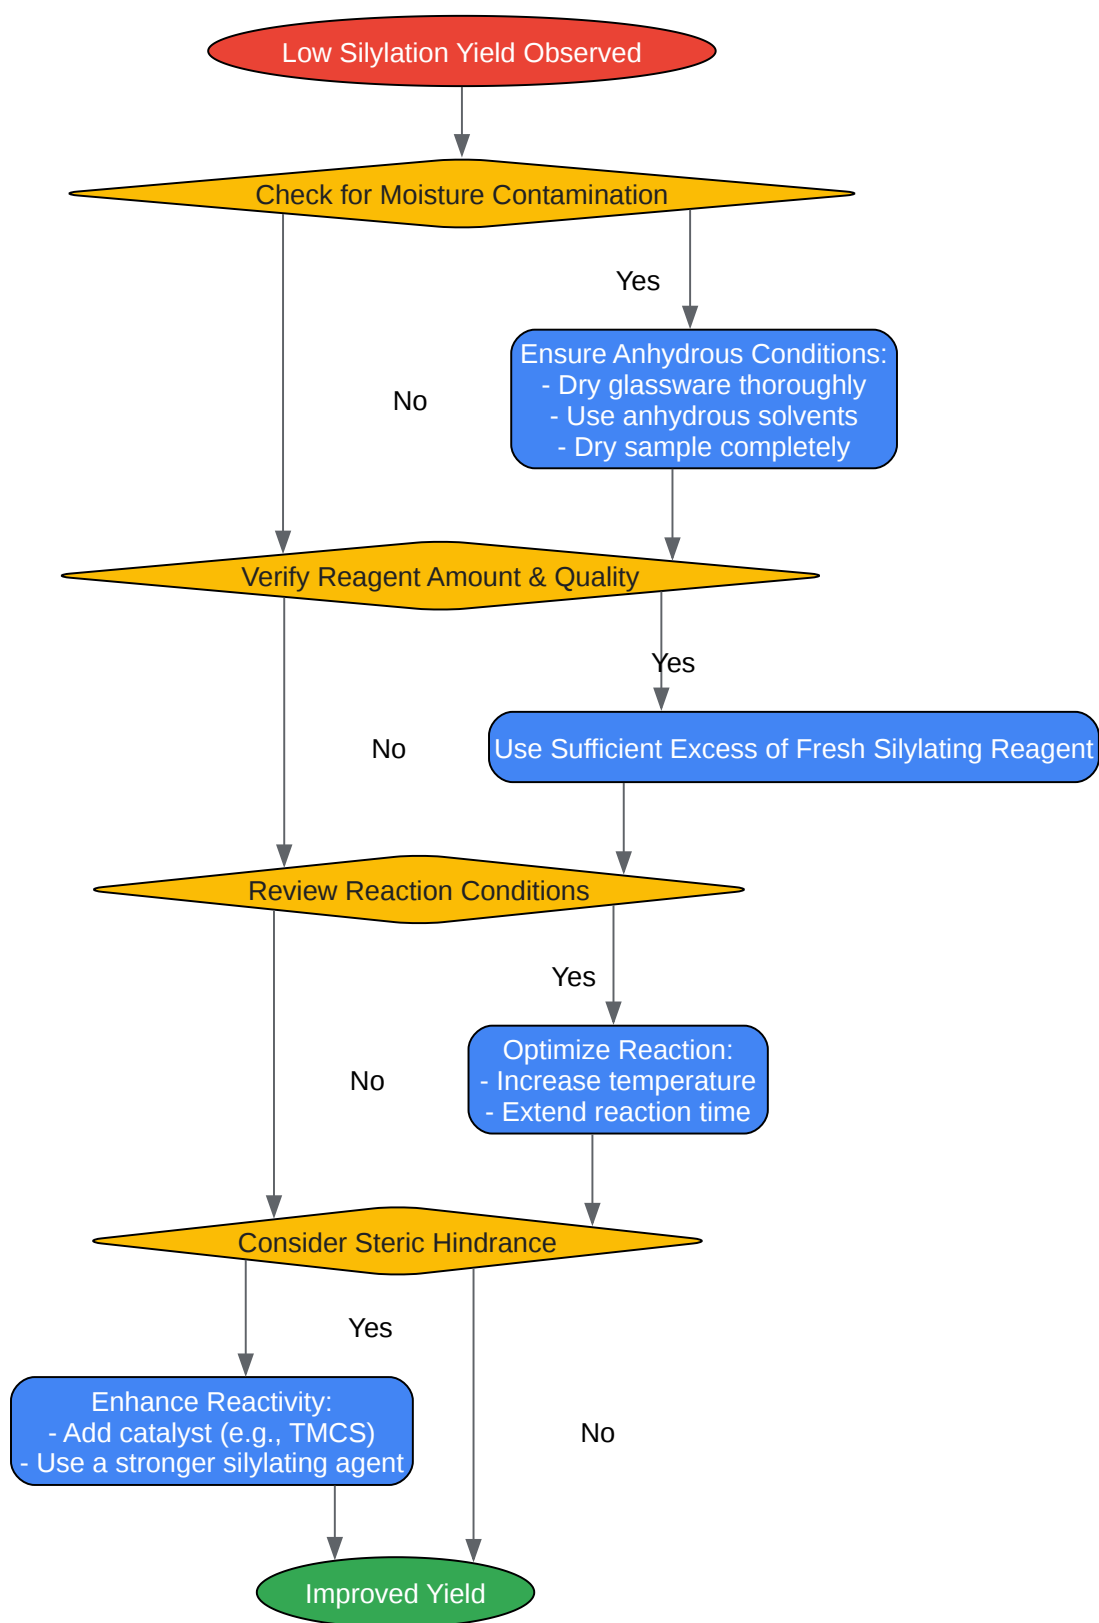 Low Silylation Yield Observed
Check for Moisture Contamination
Yes
Ensure Anhydrous Conditions:
- Dry glassware thoroughly
- Use anhydrous solvents
- Dry sample completely
No
Verify Reagent Amount & Quality
Yes
Use Sufficient Excess of Fresh Silylating Reagent
No
Review Reaction Conditions
Yes
Optimize Reaction:
- Increase temperature
- Extend reaction time
No
Consider Steric Hindrance
Yes
Enhance Reactivity:
- Add catalyst (e.g., TMCS)
- Use a stronger silylating agent
No
Improved Yield